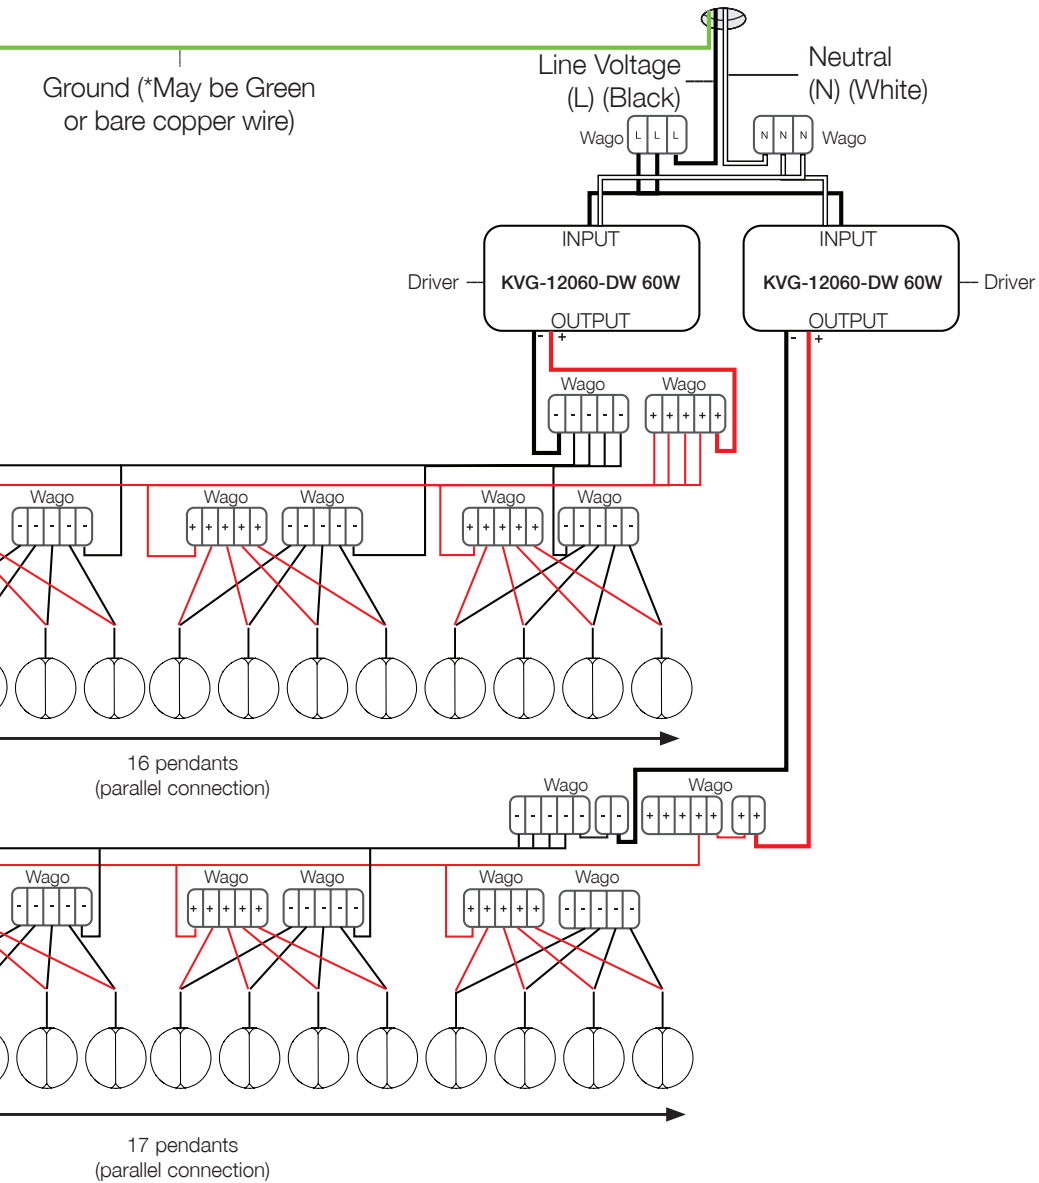 Ground (*May be Green
or bare copper wire)
Line Voltage
(L) (Black)
Neutral
(N) (White)
Wago
L L L
N N N
Wago
INPUT
INPUT
Driver
KVG-12060-DW 60W
KVG-12060-DW 60W
Driver
OUTPUT
OUTPUT
- +
- +
Wago
Wago
- - - - -
+ + + + +
Wago
Wago
Wago
Wago
Wago
- - - - -
+ + + + +
- - - - -
+ + + + +
- - - - -
16 pendants
(parallel connection)
Wago
Wago
- - - - -
- -
+ + + + +
+ +
Wago
Wago
Wago
Wago
Wago
- - - - -
+ + + + +
- - - - -
+ + + + +
- - - - -
17 pendants
(parallel connection)